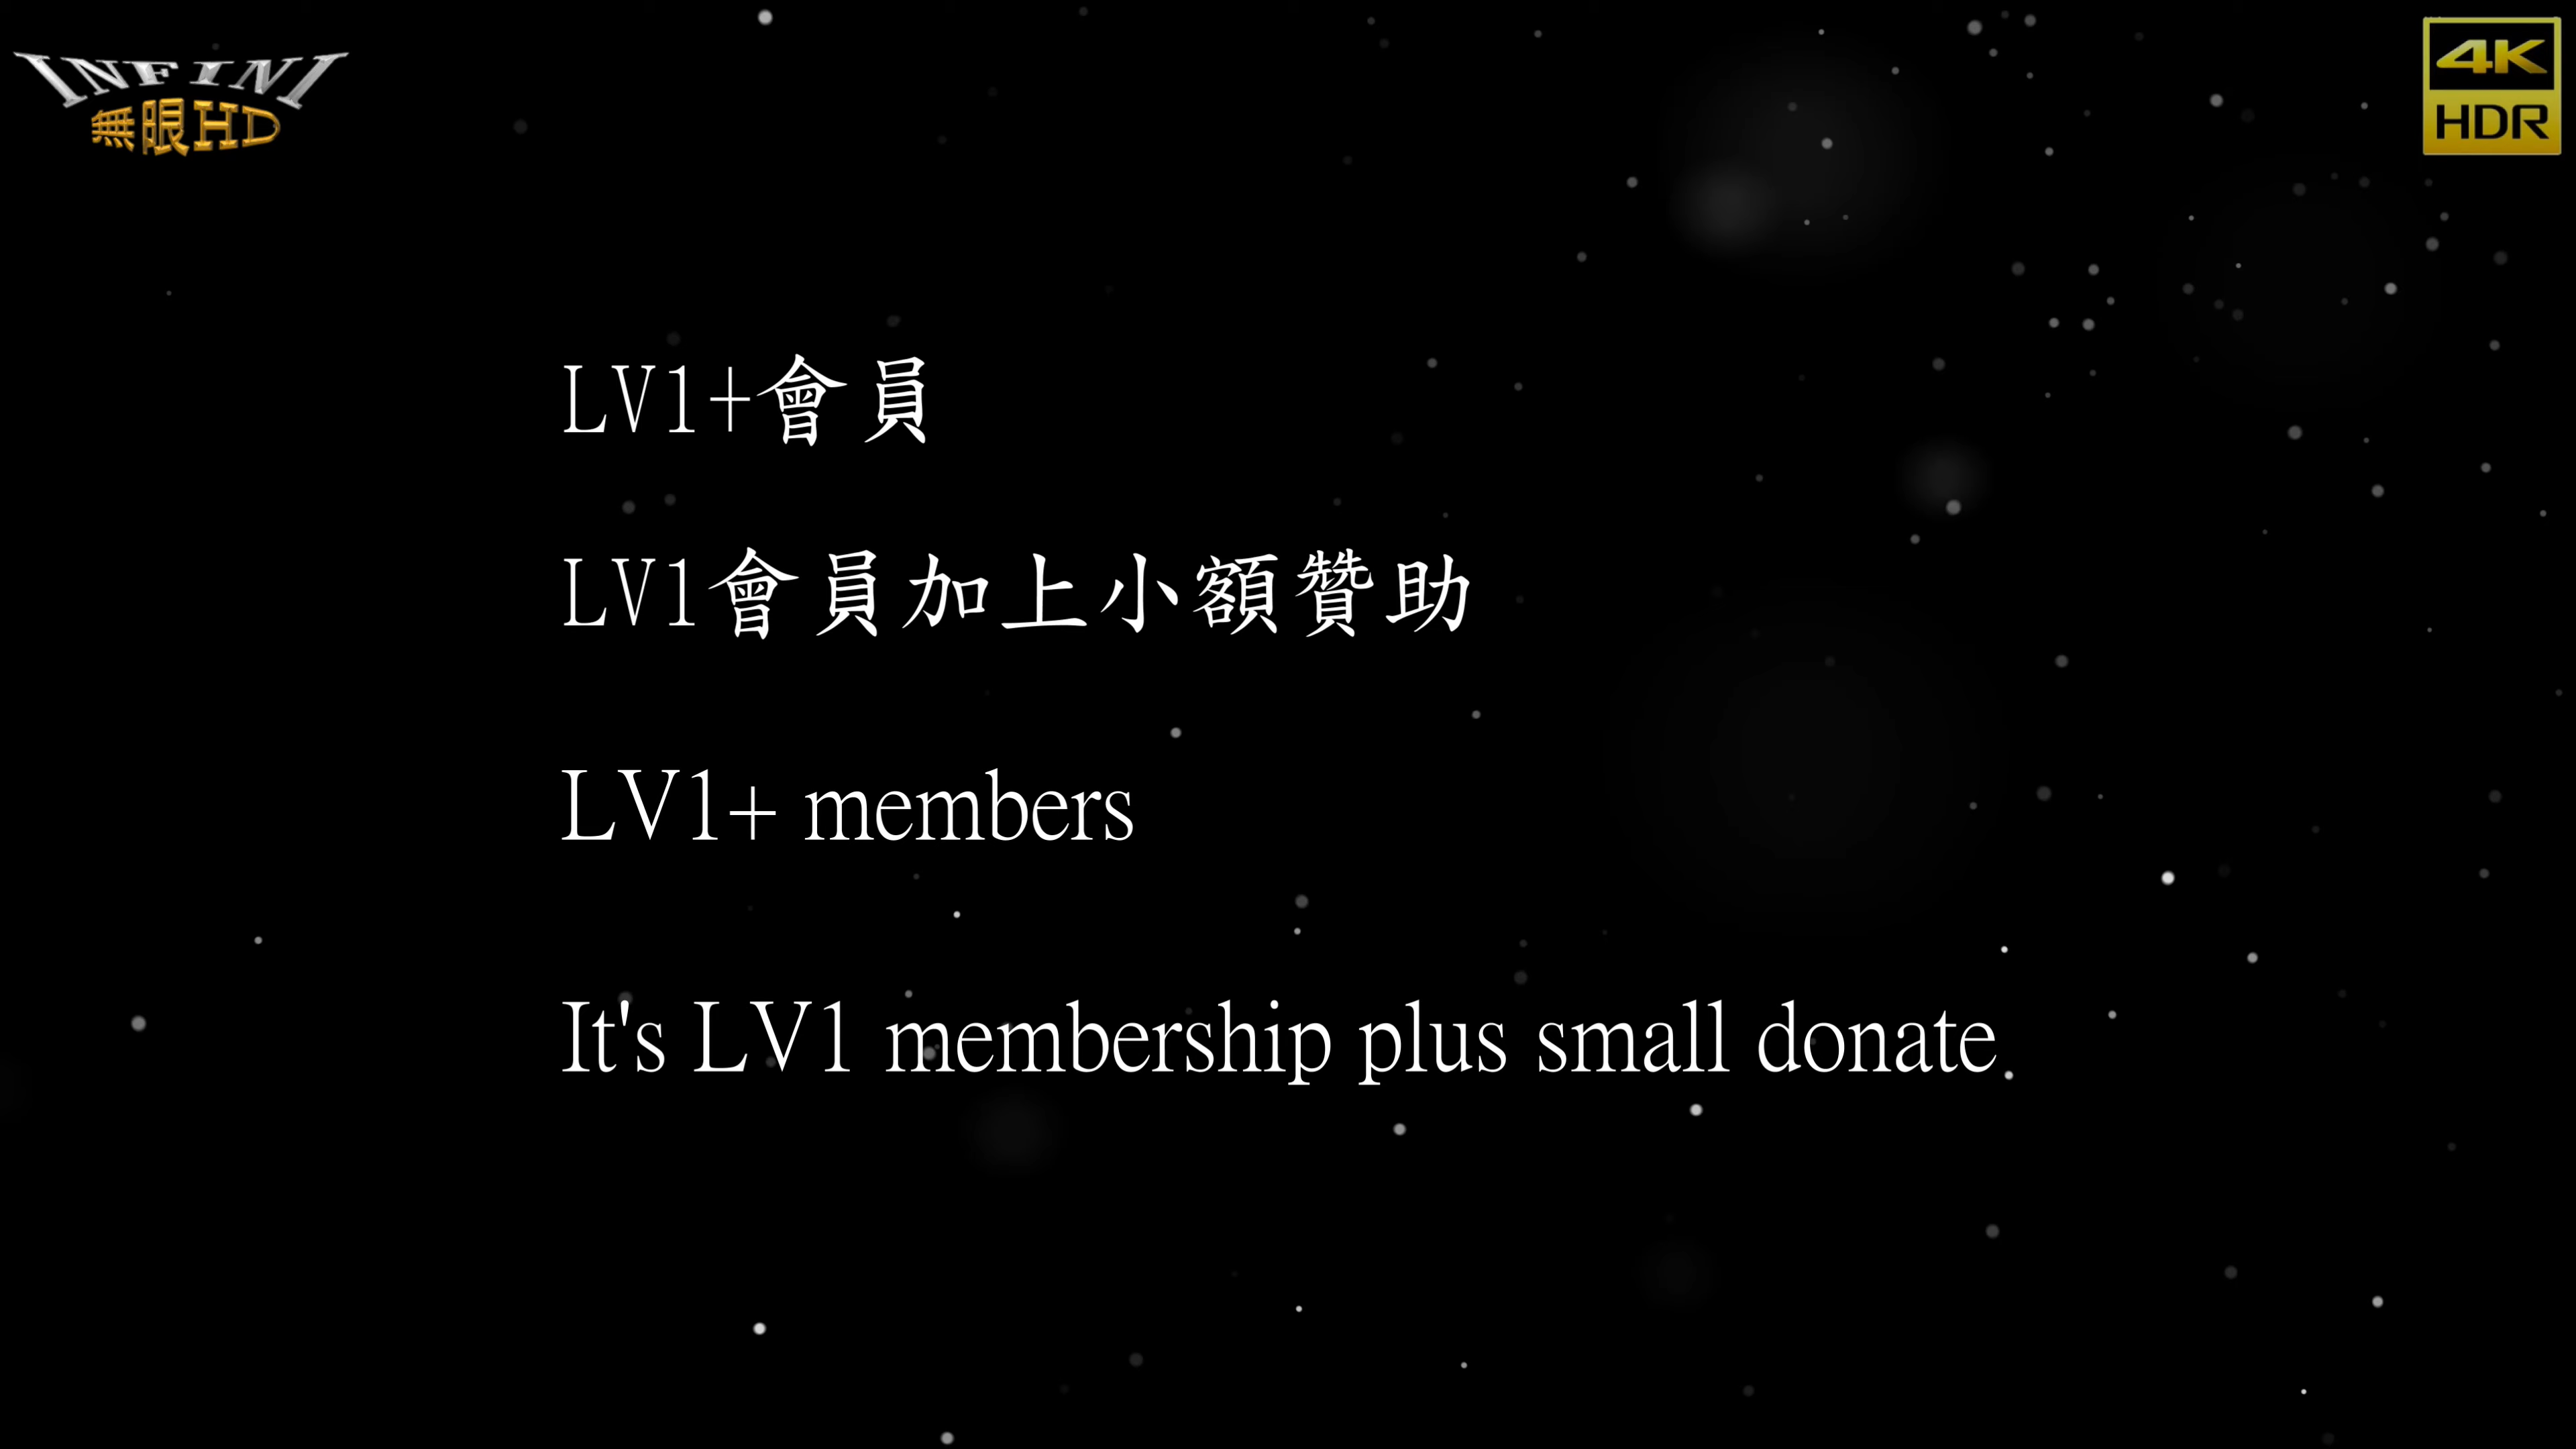 INFINI
無限HD
4K
HDR
LV1+會員
LV1會員加上小額贊助
LV1+ members
It's LV1 membership plus small donate